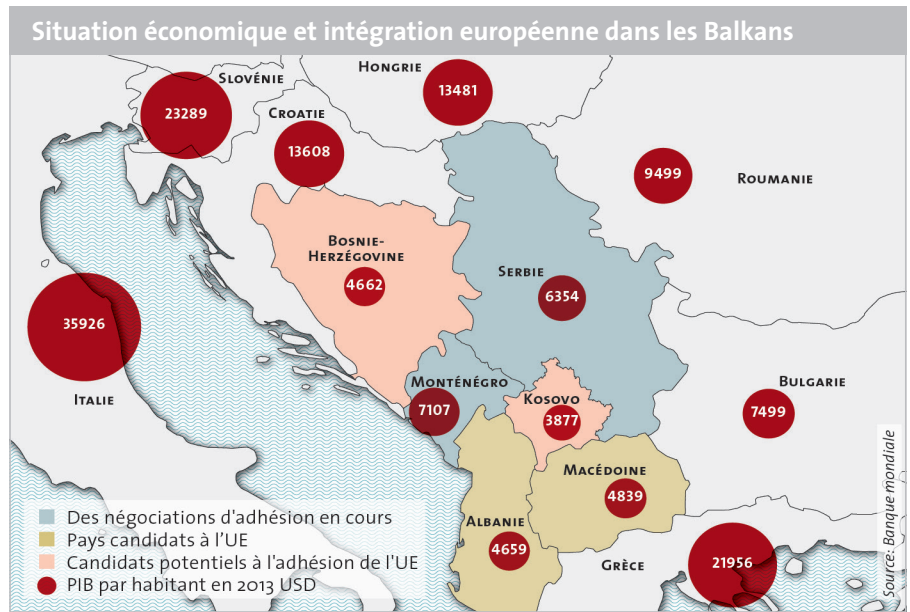 Situation économique et intégration européenne dans les Balkans
HONGRIE
13481
SLOVÉNIE
23289
CROATIE
13608
9499
ROUMANIE
BOSNIE-
HERZÉGOVINE
4662
SERBIE
6354
35926
ITALIE
MONTÉNÉGRO
7107
KOSOVO
3877
BULGARIE
7499
MACÉDOINE
4839
ALBANIE
4659
GRÈCE
21956
Des négociations d'adhésion en cours
Pays candidats à l'UE
Candidats potentiels à l'adhésion de l'UE
PIB par habitant en 2013 USD
Source: Banque mondiale